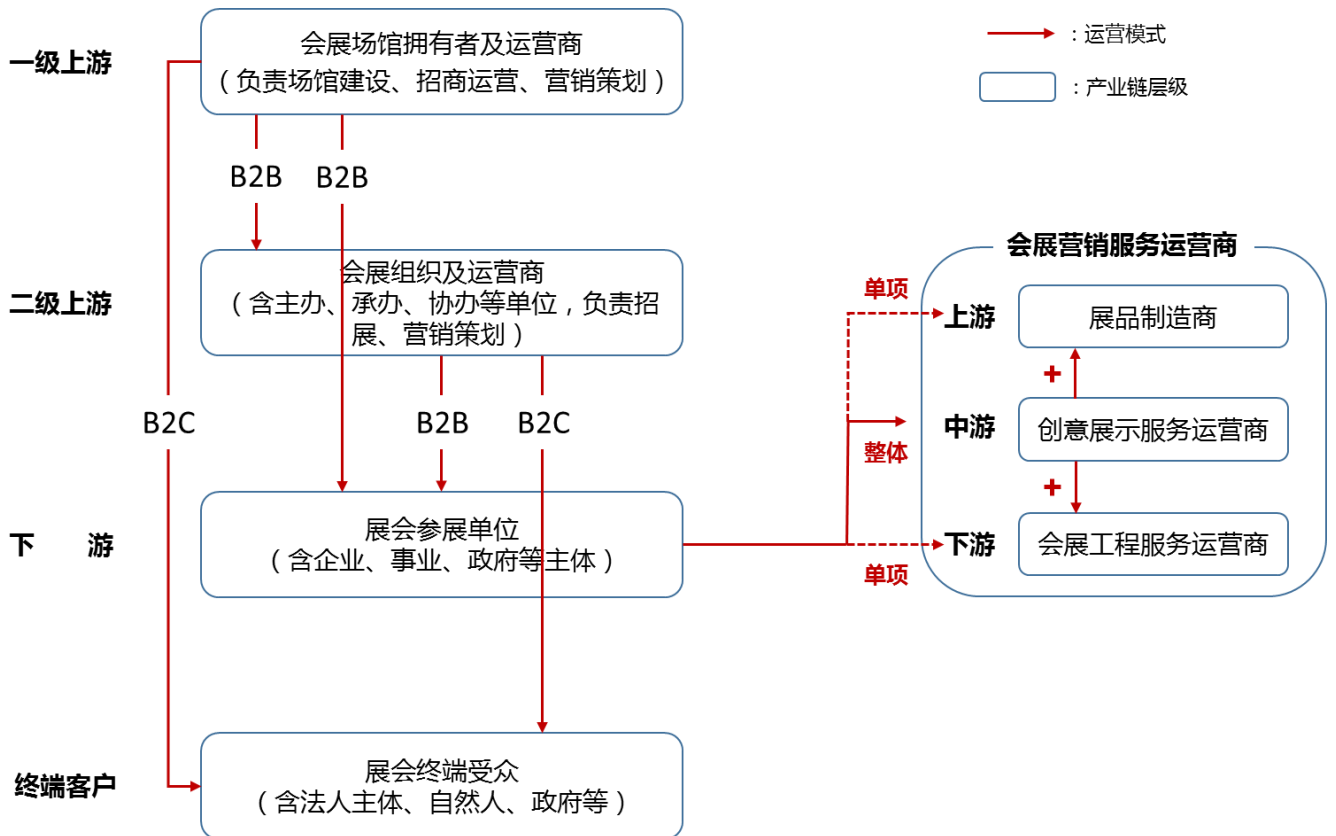 一级上游
会展场馆拥有者及运营商
（负责场馆建设、招商运营、营销策划）
：运营模式
：产业链层级
B2B
B2B
二级上游
会展组织及运营商
（含主办、承办、协办等单位，负责招
展、营销策划）
B2C
B2B
B2C
下 游
展会参展单位
（含企业、事业、政府等主体）
终端客户
展会终端受众
（含法人主体、自然人、政府等）
会展营销服务运营商
单项
上游
展品制造商
+
整体
中游
创意展示服务运营商
+
单项
下游
会展工程服务运营商